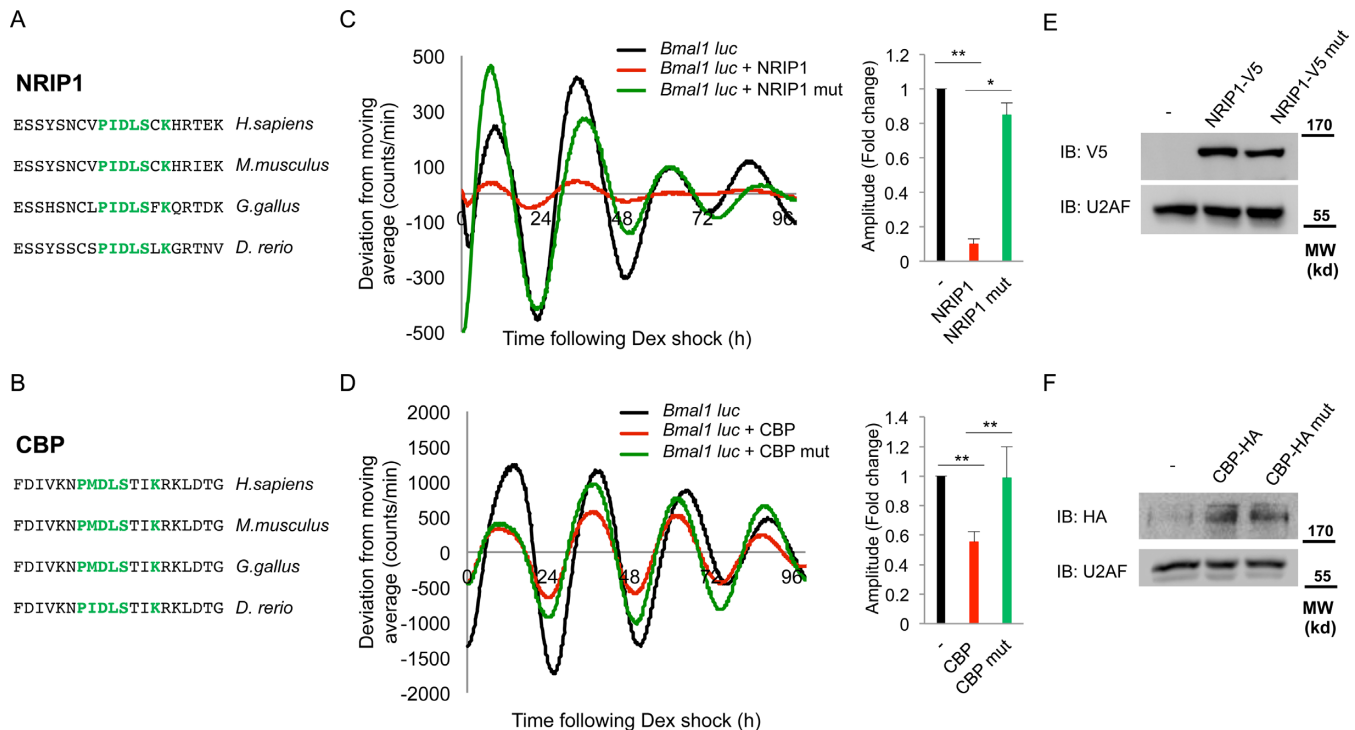 A
NRIP1
ESSYSNCVPIDLSCKHRTEK H.sapiens
ESSYSNCVPIDLSCKHRIEK M.musculus
ESSHSNCLPIDLSFKQRTDK G.gallus
ESSYSSCSPIDLSLKGRTNV D. rerio
B
CBP
FDIVKNPMDLSTIKRKLDTG H.sapiens
FDIVKNPMDLSTIKRKLDTG M.musculus
FDIVKNPMDLSTIKRKLDTG G.gallus
FDIVKNPIDLSTIKRKLDTG D. rerio
C
Bmal1 luc
Bmal1 luc + NRIP1
Bmal1 luc + NRIP1 mut
Deviation from moving
average (counts/min)
500
300
100
-100
-300
-500
0 24 48 72 96
Time following Dex shock (h)
Amplitude (Fold change)
1.2
1
0.8
0.6
0.4
0.2
0
**
*
-
NRIP1
NRIP1 mut
D
Bmal1 luc
Bmal1 luc + CBP
Bmal1 luc + CBP mut
Deviation from moving
average (counts/min)
2000
1500
1000
500
0
-500
-1000
-1500
-2000
0 24 48 72 96
Time following Dex shock (h)
Amplitude (Fold change)
1.4
1.2
1
0.8
0.6
0.4
0.2
0
**
**
-
CBP
CBP mut
E
-
NRIP1-V5
NRIP1-V5 mut
IB: V5
IB: U2AF
170
55
MW
(kd)
F
-
CBP-HA
CBP-HA mut
IB: HA
IB: U2AF
170
55
MW
(kd)